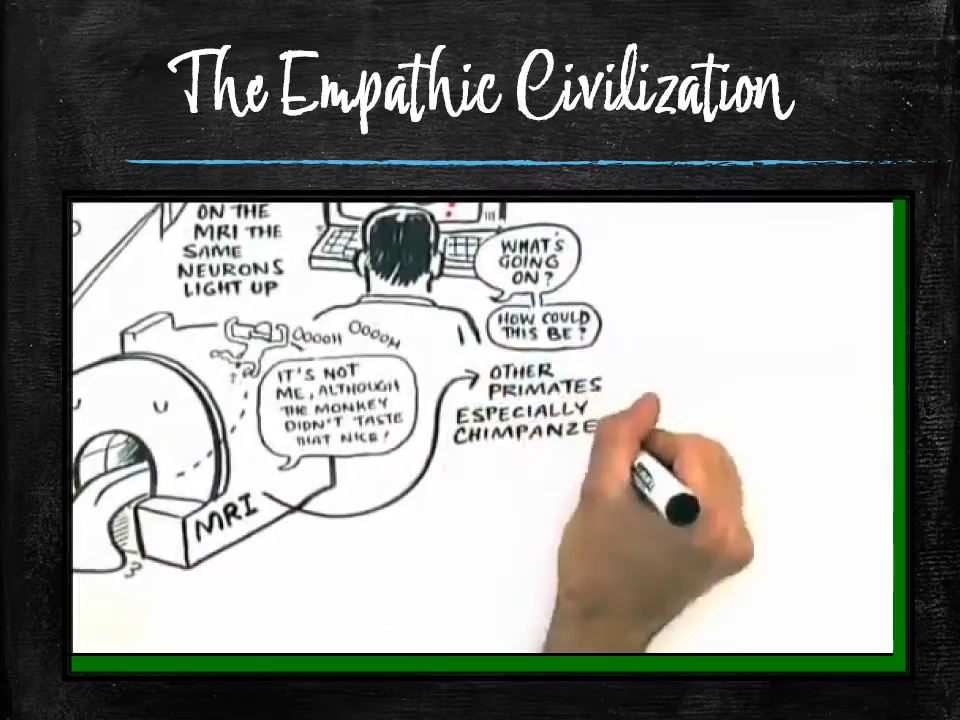 The Empathic Civilization
ON THE
MRI THE
SAME
NEURONS
LIGHT UP
WHAT'S
GOING
ON?
HOW COULD
THIS BE?
OOOOH OOOOH
IT'S NOT
ME, ALTHOUGH
THE MONKEY
DIDN'T TASTE
THAT NICE!
OTHER
PRIMATES
ESPECIALLY
CHIMPANZE
MRI